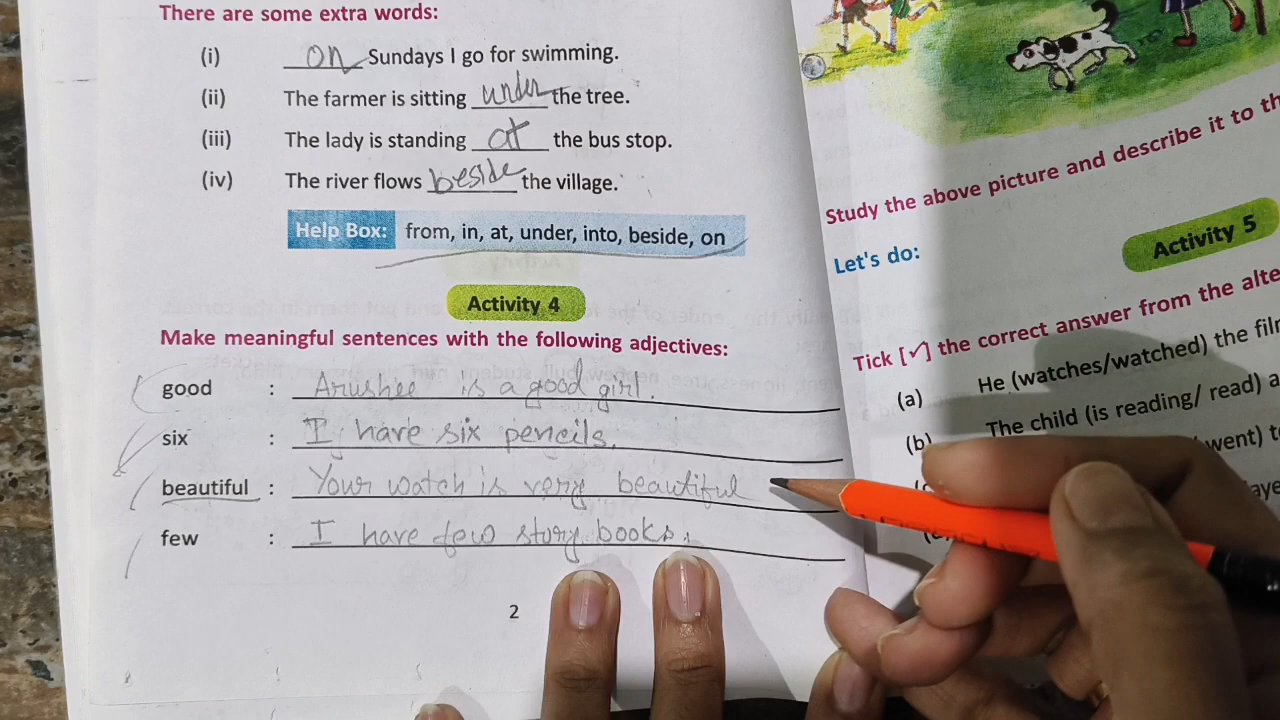 There are some extra words:
(i) on Sundays I go for swimming.
(ii) The farmer is sitting under the tree.
(iii) The lady is standing at the bus stop.
(iv) The river flows beside the village.
Help Box: from, in, at, under, into, beside, on
Activity 4
Make meaningful sentences with the following adjectives:
good : Arushee is a good girl.
six : I have six pencils.
beautiful : Your watch is very beautiful
few : I have few story books.
2
Study the above picture and describe it to
Let's do:
Activity 5
Tick [✓] the correct answer from the
(a) He (watches/watched) the
(b) The child (is reading/ read)